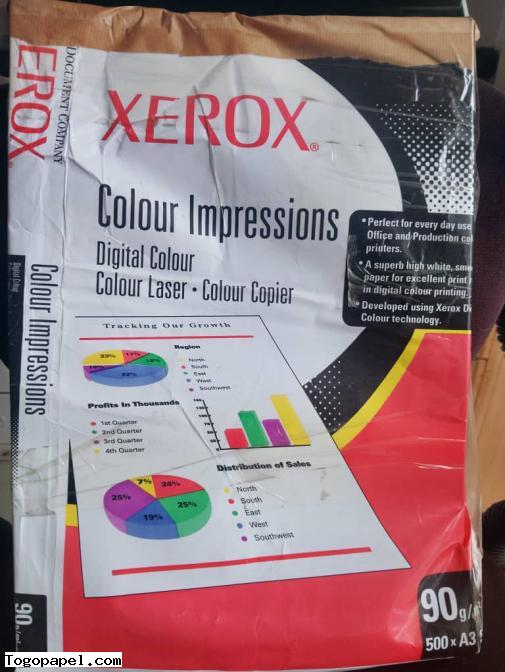 XEROX®
EROX
DOCUMENT COMPANY
Colour Impressions
Digital Colour
Colour Laser • Colour Copier
• Perfect for every day use
Office and Production
printers.
• A superb high white,
paper for excellent print
in digital colour printing.
• Developed using Xerox
Colour technology.
Colour Impressions
Tracking Our Growth
Region
North
South
East
West
Southwest
23% 17%
22%
Profits In Thousands
1st Quarter
2nd Quarter
3rd Quarter
4th Quarter
Distribution of Sales
7% 24%
25% 25%
19%
North
South
East
West
Southwest
90 g/
500 x A3
90
Togopapel.com